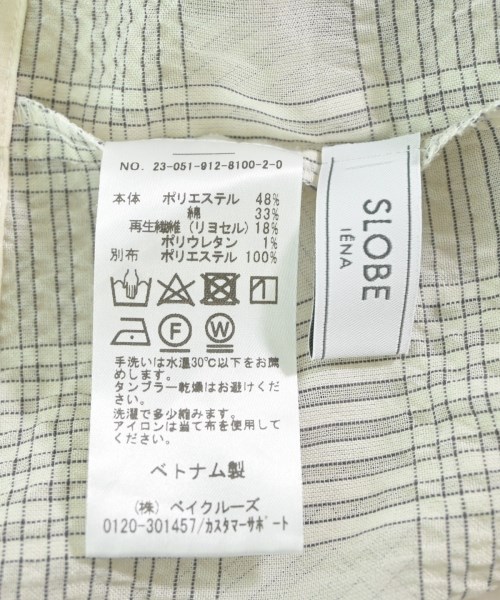 NO. 23-051-912-8100-2-0
本体 ポリエステル 48%
綿 33%
再生繊維 (リヨセル) 18%
ポリウレタン 1%
別布 ポリエステル 100%
F W
手洗いは水温30℃以下をお薦
めします。
タンブラー乾燥はお避けくださ
い。
洗濯で多少縮みます。
アイロンは当て布を使用して
ください。
ベトナム製
(株) ベイクルーズ
0120-301457/カスタマーサポート
SLOBE
IÉNA